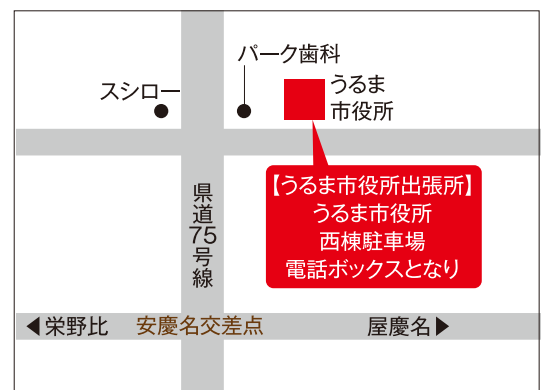 パーク歯科
スシロー
うるま
市役所
【うるま市役所出張所】
うるま市役所
西棟駐車場
電話ボックスとなり
県道75号線
◀栄野比
安慶名交差点
屋慶名▶